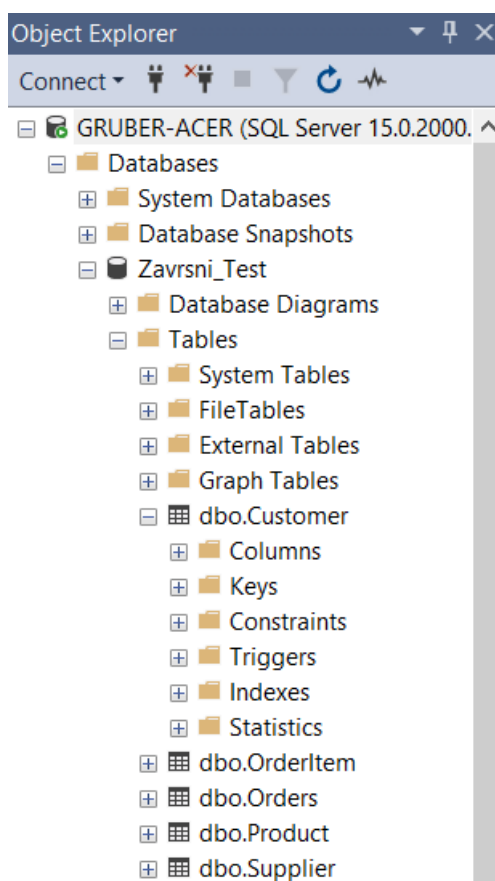 Object Explorer
Connect
GRUBER-ACER (SQL Server 15.0.2000.
Databases
System Databases
Database Snapshots
Zavrsni_Test
Database Diagrams
Tables
System Tables
FileTables
External Tables
Graph Tables
dbo.Customer
Columns
Keys
Constraints
Triggers
Indexes
Statistics
dbo.OrderItem
dbo.Orders
dbo.Product
dbo.Supplier